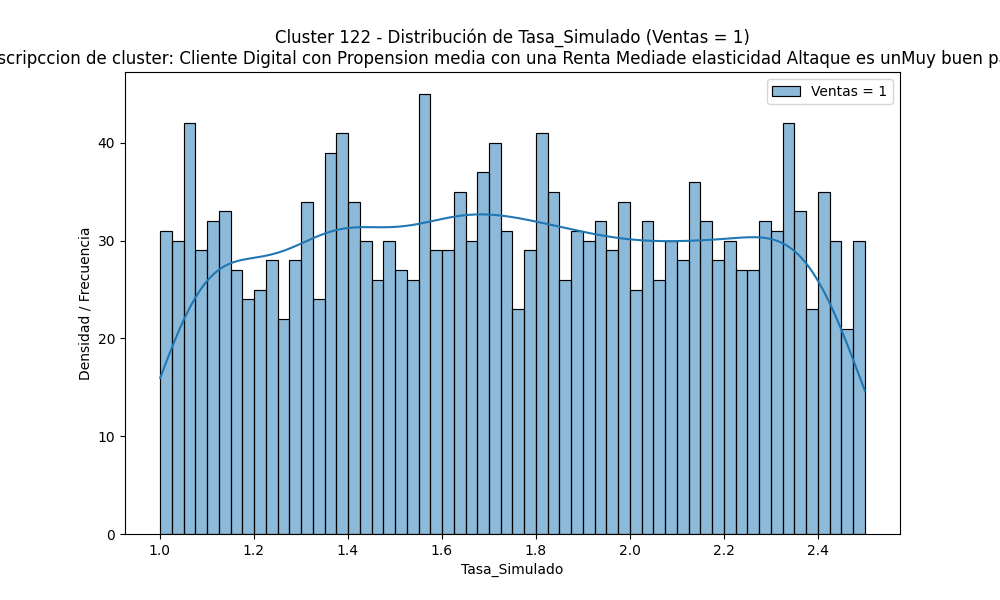 Cluster 122 - Distribución de Tasa_Simulado (Ventas = 1)
scripccion de cluster: Cliente Digital con Propension media con una Renta Mediade elasticidad Altaque es unMuy buen pa
Ventas = 1
Densidad / Frecuencia
40
30
20
10
0
1.0 1.2 1.4 1.6 1.8 2.0 2.2 2.4
Tasa_Simulado